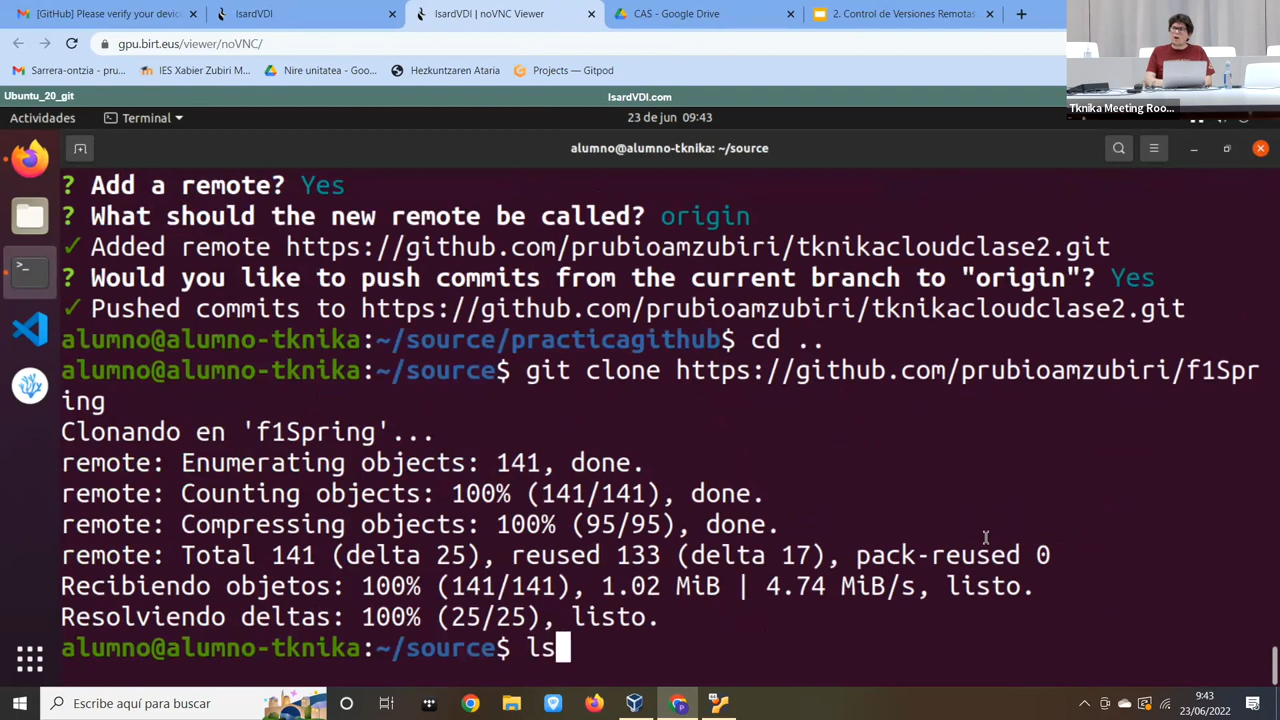 [GitHub] Please verify your devic
IsardVDI
IsardVDI | noVNC Viewer
CAS - Google Drive
2. Control de Versiones Remotas
gpu.birt.eus/viewer/noVNC/
Sarrera-ontzia - pru...
IES Xabier Zubiri M...
Nire unitatea - Goo...
Hezkuntzaren Ataria
Projects — Gitpod
Tknika Meeting Roo...
Ubuntu_20_git
IsardVDI.com
Actividades
Terminal
23 de jun 09:43
alumno@alumno-tknika: ~/source
? Add a remote? Yes
? What should the new remote be called? origin
✓ Added remote https://github.com/prubioamzubiri/tknikacloudclase2.git
? Would you like to push commits from the current branch to "origin"? Yes
✓ Pushed commits to https://github.com/prubioamzubiri/tknikacloudclase2.git
alumno@alumno-tknika:~/source/practicagithub$ cd ..
alumno@alumno-tknika:~/source$ git clone https://github.com/prubioamzubiri/f1Spr
ing
Clonando en 'f1Spring'...
remote: Enumerating objects: 141, done.
remote: Counting objects: 100% (141/141), done.
remote: Compressing objects: 100% (95/95), done.
remote: Total 141 (delta 25), reused 133 (delta 17), pack-reused 0
Recibiendo objetos: 100% (141/141), 1.02 MiB | 4.74 MiB/s, listo.
Resolviendo deltas: 100% (25/25), listo.
alumno@alumno-tknika:~/source$ ls
Escribe aquí para buscar
9:43
23/06/2022